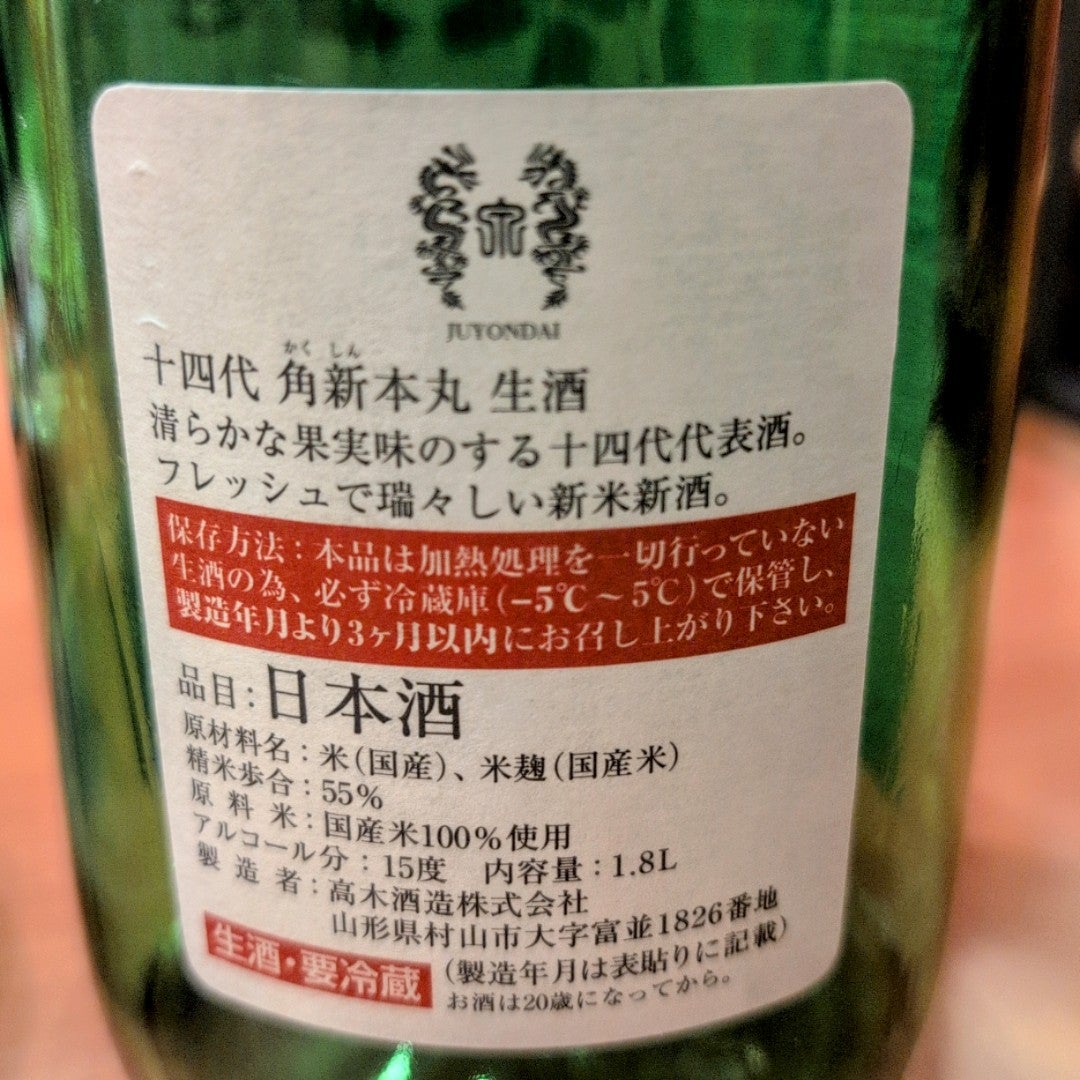 JUYONDAI
かく しん
十四代 角新本丸 生酒
清らかな果実味のする十四代代表酒。
フレッシュで瑞々しい新米新酒。
保存方法:本品は加熱処理を一切行っていない
生酒の為、必ず冷蔵庫(−5℃～5℃)で保管し、
製造年月より3ヶ月以内にお召し上がり下さい。
品目:日本酒
原材料名:米(国産)、米麹(国産米)
精米歩合:55%
原料米:国産米100%使用
アルコール分:15度 内容量:1.8L
製造者:高木酒造株式会社
山形県村山市大字富並1826番地
(製造年月は表貼りに記載)
生酒・要冷蔵
お酒は20歳になってから。